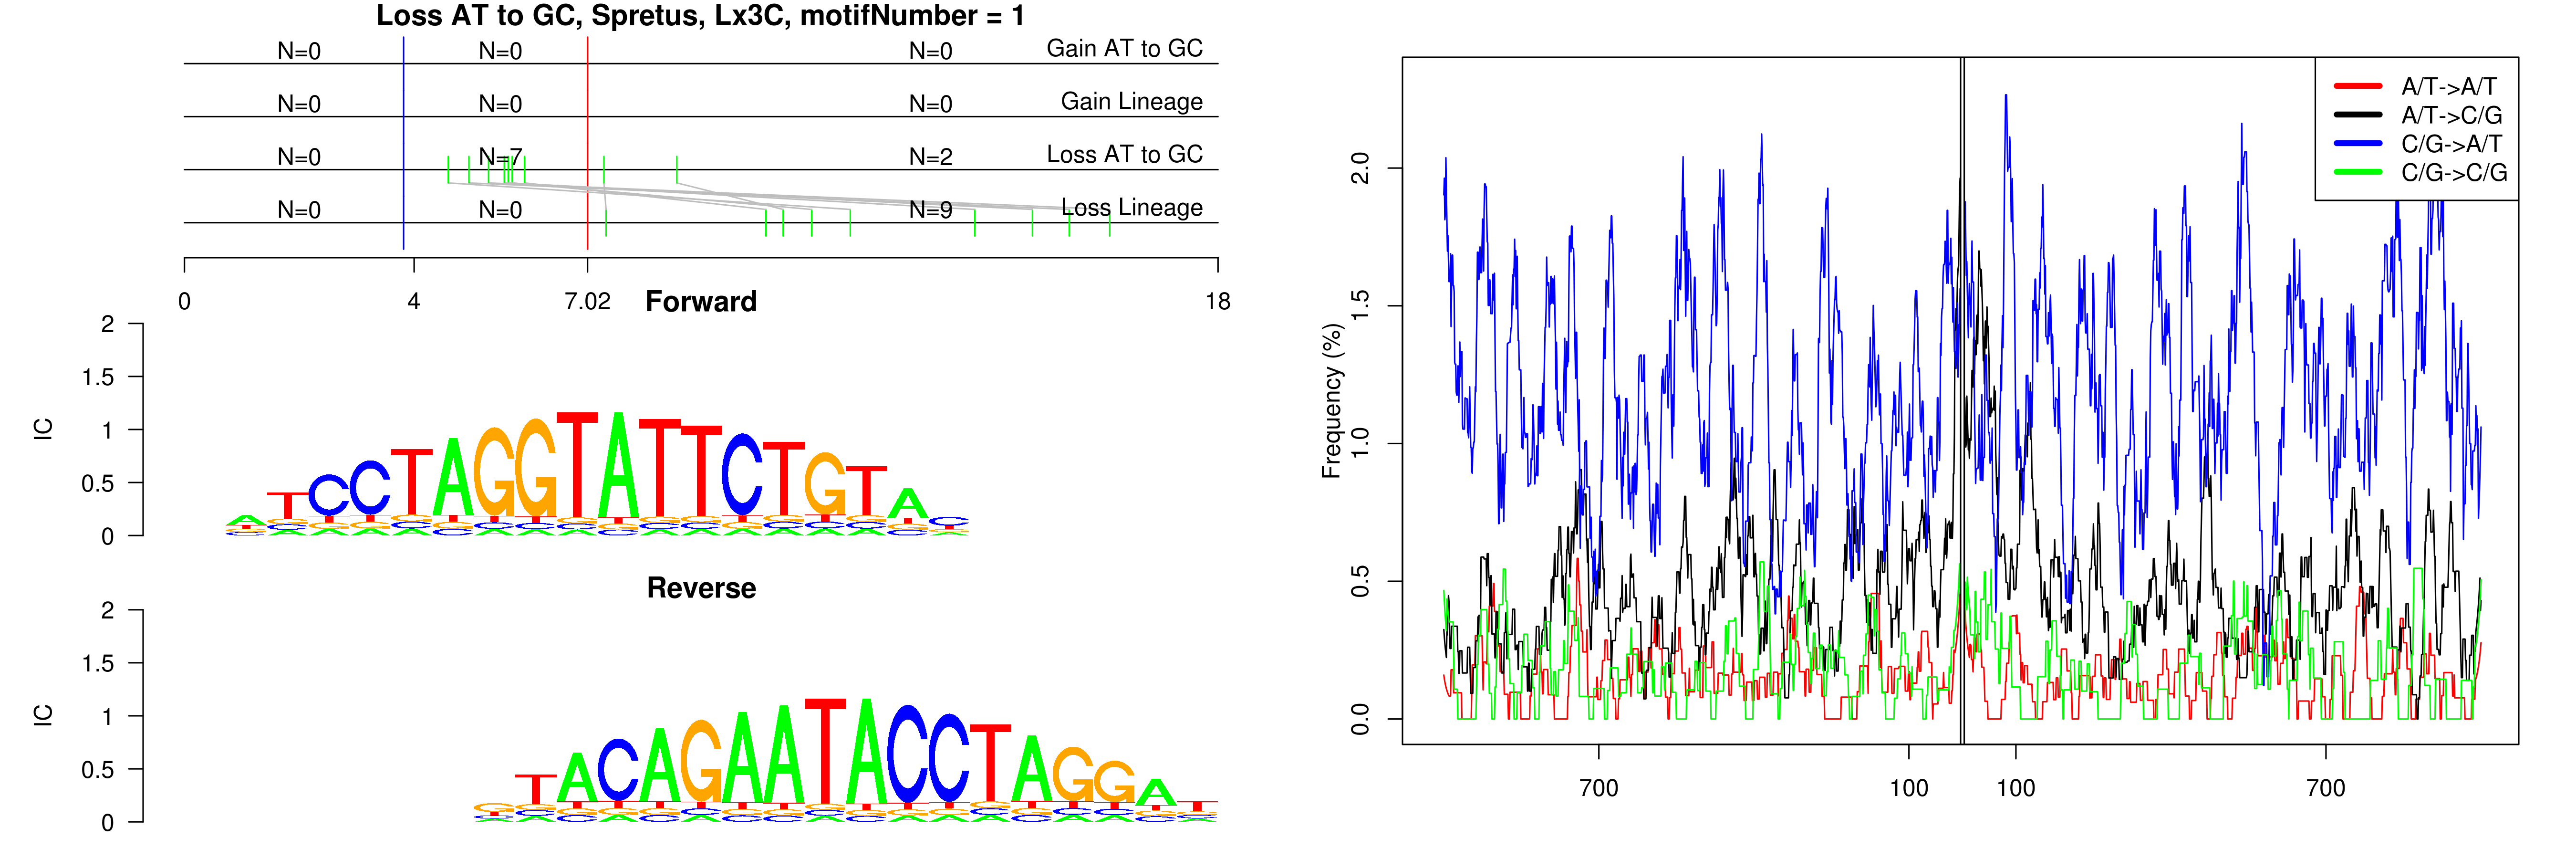 Loss AT to GC, Spretus, Lx3C, motifNumber = 1
N=0 N=0 N=0 Gain AT to GC
N=0 N=0 N=0 Gain Lineage
N=0 N=7 N=2 Loss AT to GC
N=0 N=0 N=9 Loss Lineage
0 4 7.02 18
Forward
2
1.5
1
0.5
0
IC
ATCCTAGGTATTCTGTAC
Reverse
2
1.5
1
0.5
0
IC
GTACAGAATACCTAGGAT
A/T->A/T
A/T->C/G
C/G->A/T
C/G->C/G
Frequency (%)
2.0
1.5
1.0
0.5
0.0
700 100 100 700